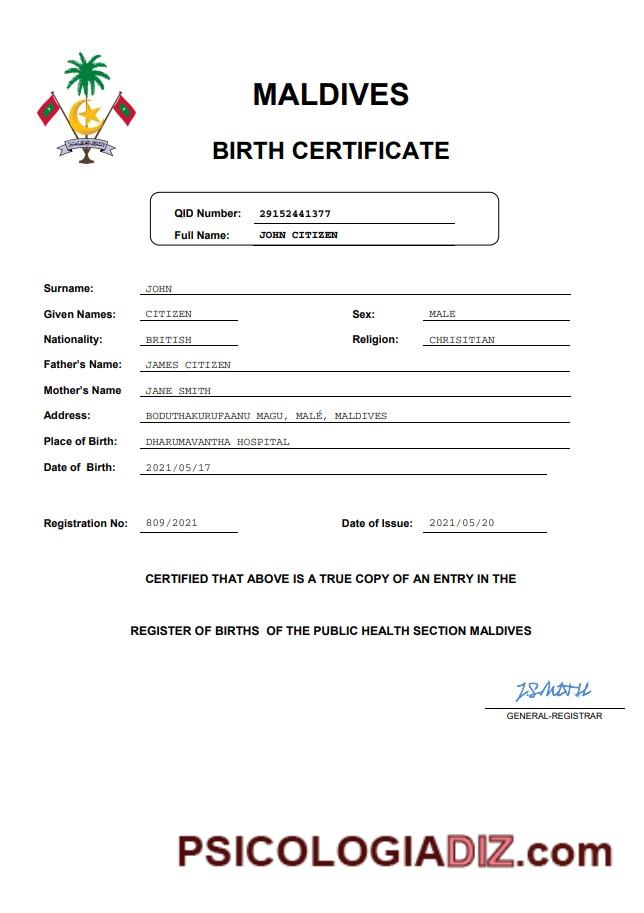 MALDIVES
BIRTH CERTIFICATE
QID Number: 29152441377
Full Name: JOHN CITIZEN
Surname: JOHN
Given Names: CITIZEN Sex: MALE
Nationality: BRITISH Religion: CHRISITIAN
Father's Name: JAMES CITIZEN
Mother's Name JANE SMITH
Address: BODUTHAKURUFAANU MAGU, MALÉ, MALDIVES
Place of Birth: DHARUMAVANTHA HOSPITAL
Date of Birth: 2021/05/17
Registration No: 809/2021 Date of Issue: 2021/05/20
CERTIFIED THAT ABOVE IS A TRUE COPY OF AN ENTRY IN THE
REGISTER OF BIRTHS OF THE PUBLIC HEALTH SECTION MALDIVES
J.SMITH
GENERAL-REGISTRAR
PSICOLOGIADIZ.com